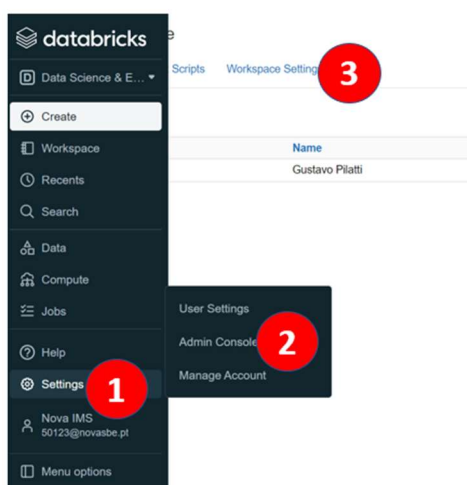 databricks
e
D Data Science & E...
Scripts Workspace Settin
3
Create
Workspace
Name
Recents
Gustavo Pilatti
Search
Data
Compute
Jobs
User Settings
Admin Console
2
Help
Manage Account
Settings
1
Nova IMS
50123@novasbe.pt
Menu options